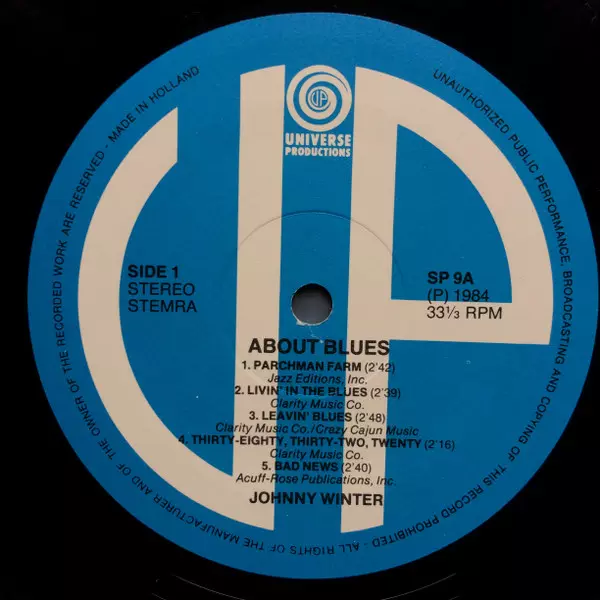 UNAUTHORIZED PUBLIC PERFORMANCE, BROADCASTING AND COPYING OF THIS RECORD PROHIBITED - ALL RIGHTS OF THE MANUFACTURER AND OF THE OWNER OF THE RECORDED WORK ARE RESERVED - MADE IN HOLLAND
UP
UNIVERSE
PRODUCTIONS
SIDE 1
STEREO
STEMRA
SP 9A
(P) 1984
33⅓ RPM
ABOUT BLUES
1. PARCHMAN FARM (2'42)
Jazz Editions, Inc.
2. LIVIN' IN THE BLUES (2'39)
Clarity Music Co.
3. LEAVIN' BLUES (2'48)
Clarity Music Co./Crazy Cajun Music
4. THIRTY-EIGHTY, THIRTY-TWO, TWENTY (2'16)
Clarity Music Co.
5. BAD NEWS (2'40)
Acuff-Rose Publications, Inc.
JOHNNY WINTER